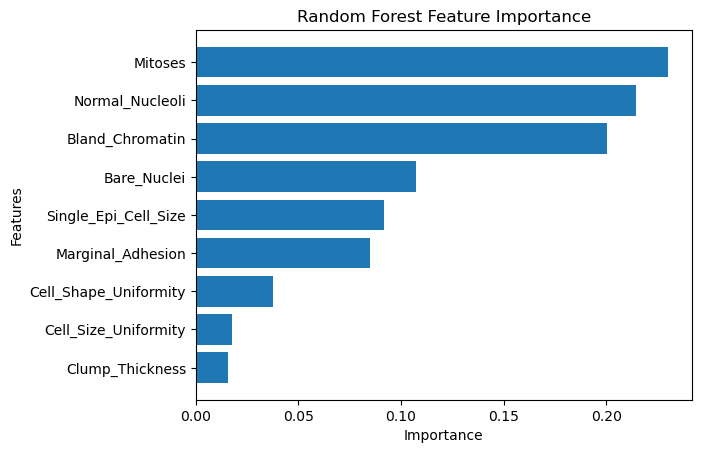 Random Forest Feature Importance
Features
Mitoses
Normal_Nucleoli
Bland_Chromatin
Bare_Nuclei
Single_Epi_Cell_Size
Marginal_Adhesion
Cell_Shape_Uniformity
Cell_Size_Uniformity
Clump_Thickness
0.00 0.05 0.10 0.15 0.20
Importance